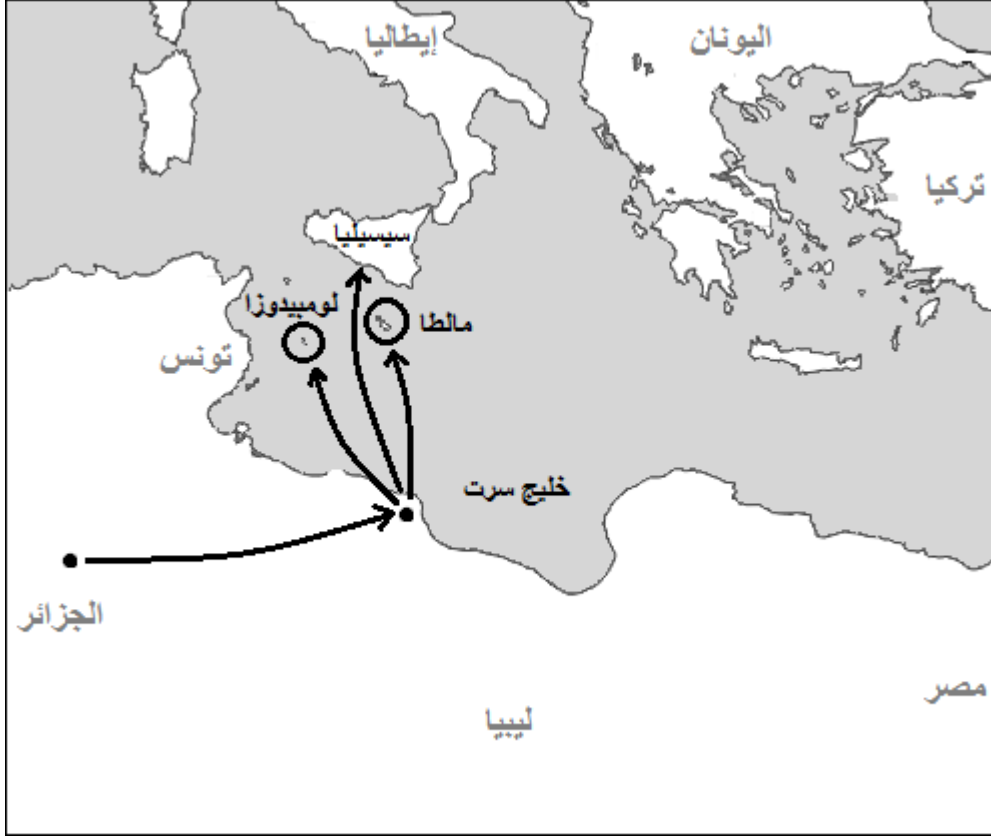 إيطاليا
اليونان
تركيا
سيسيليا
لومبيدوزا
مالطا
تونس
خليج سرت
الجزائر
مصر
ليبيا